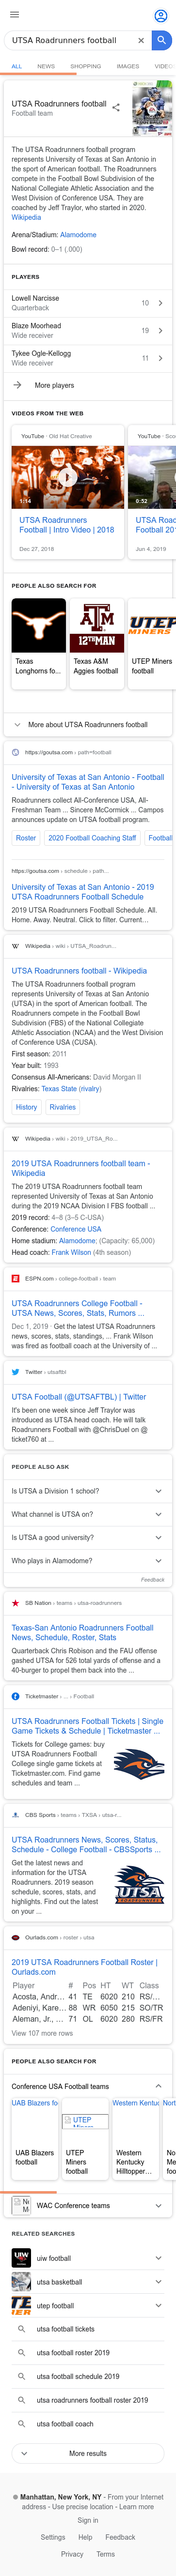 UTSA Roadrunners football
ALL NEWS SHOPPING IMAGES VIDEO
UTSA Roadrunners football
Football team
The UTSA Roadrunners football program
represents University of Texas at San Antonio in
the sport of American football. The Roadrunners
compete in the Football Bowl Subdivision of the
National Collegiate Athletic Association and the
West Division of Conference USA. They are
coached by Jeff Traylor, who started in 2020.
Wikipedia
Arena/Stadium: Alamodome
Bowl record: 0–1 (.000)
PLAYERS
Lowell Narcisse
Quarterback
10
Blaze Moorhead
Wide receiver
19
Tykee Ogle-Kellogg
Wide receiver
11
More players
VIDEOS FROM THE WEB
YouTube · Old Hat Creative
1:14
UTSA Roadrunners
Football | Intro Video | 2018
Dec 27, 2018
YouTube · Scor
0:52
UTSA Road
Football 201
Jun 4, 2019
PEOPLE ALSO SEARCH FOR
Texas
Longhorns fo...
ATM
12TH MAN
Texas A&M
Aggies football
UTEP
MINERS
UTEP Miners
football
More about UTSA Roadrunners football
https://goutsa.com › path=football
University of Texas at San Antonio - Football
- University of Texas at San Antonio
Roadrunners collect All-Conference USA, All-
Freshman Team ... Sincere McCormick ... Campos
announces update on UTSA football program.
Roster
2020 Football Coaching Staff
Football
https://goutsa.com › schedule › path...
University of Texas at San Antonio - 2019
UTSA Roadrunners Football Schedule
2019 UTSA Roadrunners Football Schedule. All.
Home. Away. Neutral. Click to filter. Current...
Wikipedia › wiki › UTSA_Roadrun...
UTSA Roadrunners football - Wikipedia
The UTSA Roadrunners football program
represents University of Texas at San Antonio
(UTSA) in the sport of American football. The
Roadrunners compete in the Football Bowl
Subdivision (FBS) of the National Collegiate
Athletic Association (NCAA) and the West Division
of Conference USA (CUSA).
First season: 2011
Year built: 1993
Consensus All-Americans: David Morgan II
Rivalries: Texas State (rivalry)
History
Rivalries
Wikipedia › wiki › 2019_UTSA_Ro...
2019 UTSA Roadrunners football team -
Wikipedia
The 2019 UTSA Roadrunners football team
represented University of Texas at San Antonio
during the 2019 NCAA Division I FBS football ...
2019 record: 4–8 (3–5 C-USA)
Conference: Conference USA
Home stadium: Alamodome; (Capacity: 65,000)
Head coach: Frank Wilson (4th season)
ESPN.com › college-football › team
UTSA Roadrunners College Football -
UTSA News, Scores, Stats, Rumors ...
Dec 1, 2019 · Get the latest UTSA Roadrunners
news, scores, stats, standings, ... Frank Wilson
was fired as football coach at the University of ...
Twitter › utsaftbl
UTSA Football (@UTSAFTBL) | Twitter
It's been one week since Jeff Traylor was
introduced as UTSA head coach. He will talk
Roadrunners Football with @ChrisDuel on @
ticket760 at ...
PEOPLE ALSO ASK
Is UTSA a Division 1 school?
What channel is UTSA on?
Is UTSA a good university?
Who plays in Alamodome?
Feedback
SB Nation › teams › utsa-roadrunners
Texas-San Antonio Roadrunners Football
News, Schedule, Roster, Stats
Quarterback Chris Robison and the FAU offense
gashed UTSA for 526 total yards of offense and a
40-burger to propel them back into the ...
Ticketmaster › ... › Football
UTSA Roadrunners Football Tickets | Single
Game Tickets & Schedule | Ticketmaster ...
Tickets for College games: buy
UTSA Roadrunners Football
College single game tickets at
Ticketmaster.com. Find game
schedules and team ...
CBS Sports › teams › TXSA › utsa-r...
UTSA Roadrunners News, Scores, Status,
Schedule - College Football - CBSSports ...
Get the latest news and
information for the UTSA
Roadrunners. 2019 season
schedule, scores, stats, and
highlights. Find out the latest
on your ...
UTSA
Ourlads.com › roster › utsa
2019 UTSA Roadrunners Football Roster |
Ourlads.com
Player # Pos HT WT Class
Acosta, Andr... 41 TE 6020 210 RS/...
Adeniyi, Kare... 88 WR 6050 215 SO/TR
Aleman, Jr., ... 71 OL 6020 280 RS/FR
View 107 more rows
PEOPLE ALSO SEARCH FOR
Conference USA Football teams
UAB Blazers fo
UAB Blazers
football
UTEP
UTEP
Miners
football
Western Kentuc
Western
Kentucky
Hilltopper...
Nort
No
Me
foo
WAC Conference teams
RELATED SEARCHES
uiw football
utsa basketball
utep football
utsa football tickets
utsa football roster 2019
utsa football schedule 2019
utsa roadrunners football roster 2019
utsa football coach
More results
Manhattan, New York, NY - From your Internet
address - Use precise location - Learn more
Sign in
Settings Help Feedback
Privacy Terms